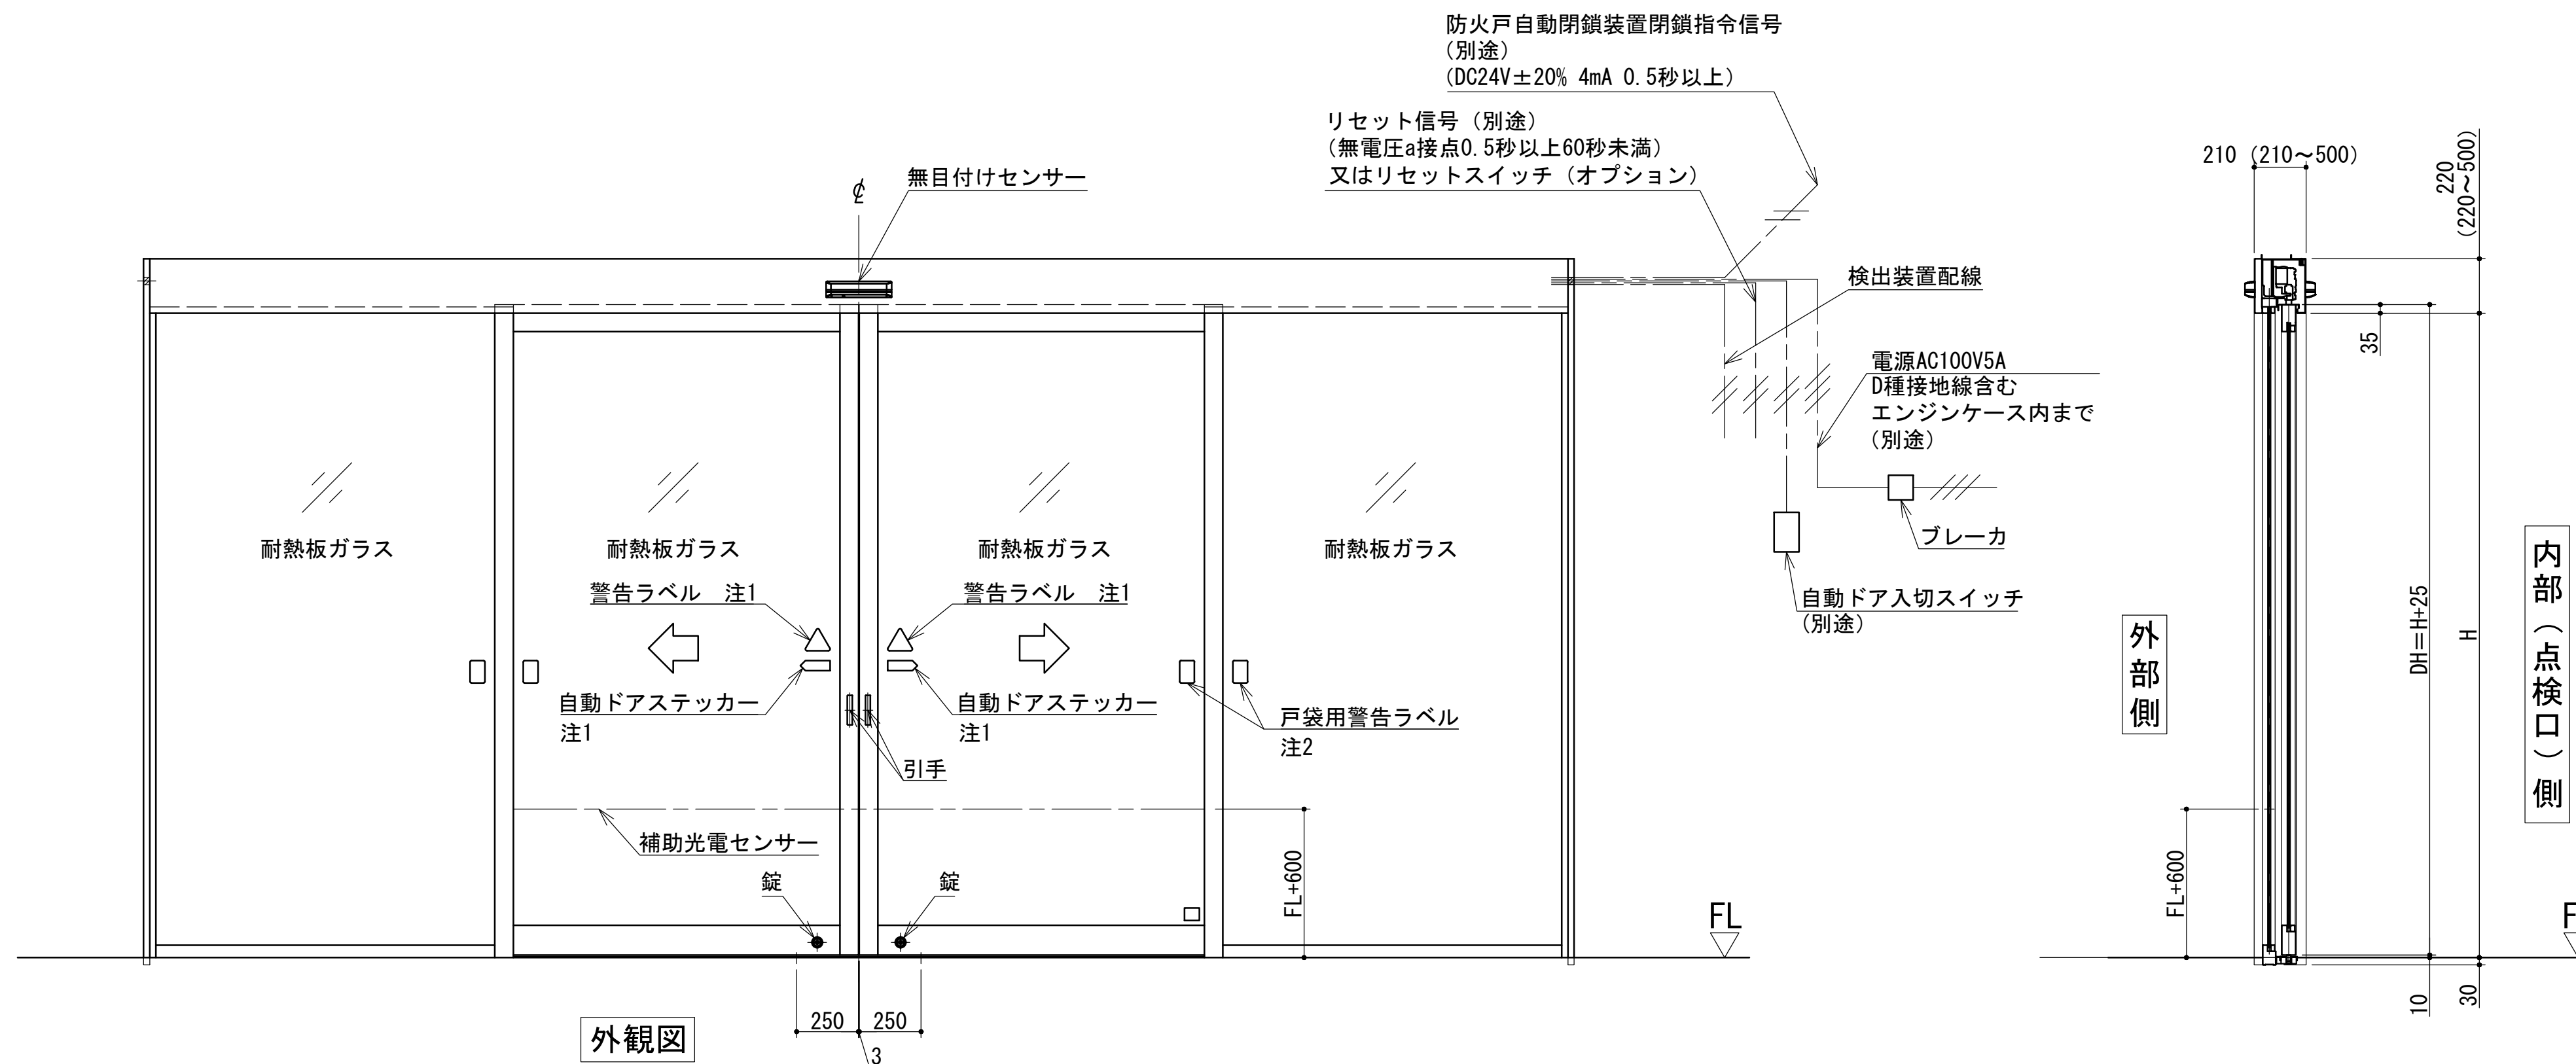 防火戸自動閉鎖装置閉鎖指令信号
(別途)
(DC24V±20% 4mA 0.5秒以上)
リセット信号（別途）
（無電圧a接点0.5秒以上60秒未満）
又はリセットスイッチ（オプション）
無目付けセンサー
検出装置配線
電源AC100V5A
D種接地線含む
エンジンケース内まで
(別途)
ブレーカ
自動ドア入切スイッチ
(別途)
耐熱板ガラス
耐熱板ガラス
耐熱板ガラス
耐熱板ガラス
警告ラベル　注1
警告ラベル　注1
自動ドアステッカー
注1
自動ドアステッカー
注1
戸袋用警告ラベル
注2
引手
補助光電センサー
錠
錠
FL+600
FL
250
250
3
外観図
210 (210～500)
220
(220～500)
35
DH＝H+25
H
外部側
内部（点検口）側
FL+600
10
30